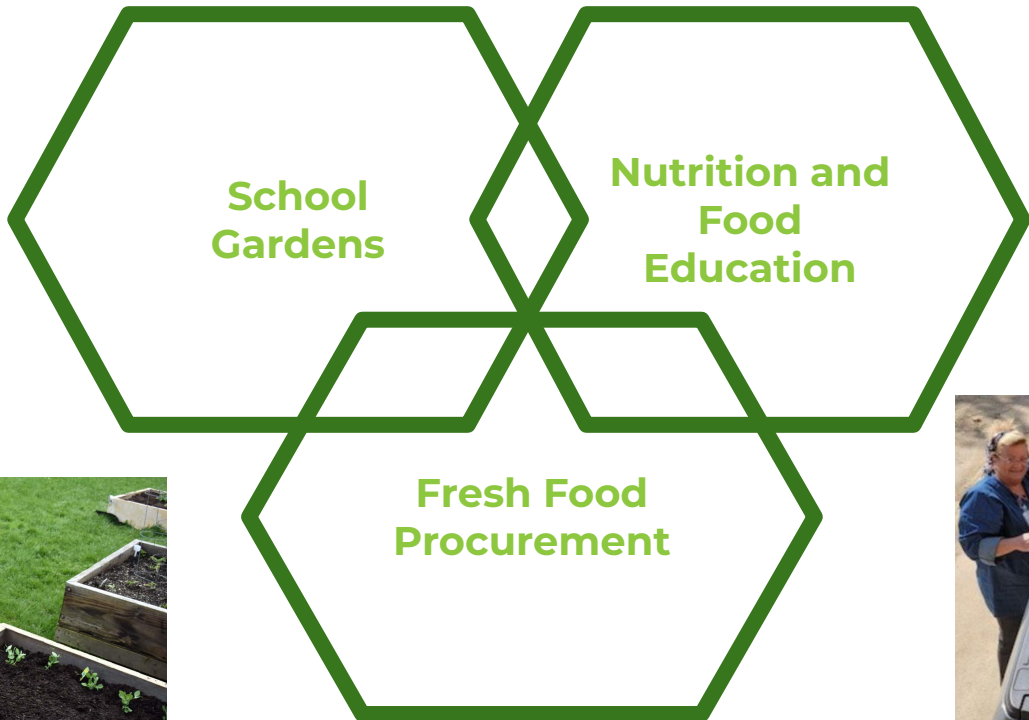 School
Gardens
Nutrition and
Food
Education
Fresh Food
Procurement